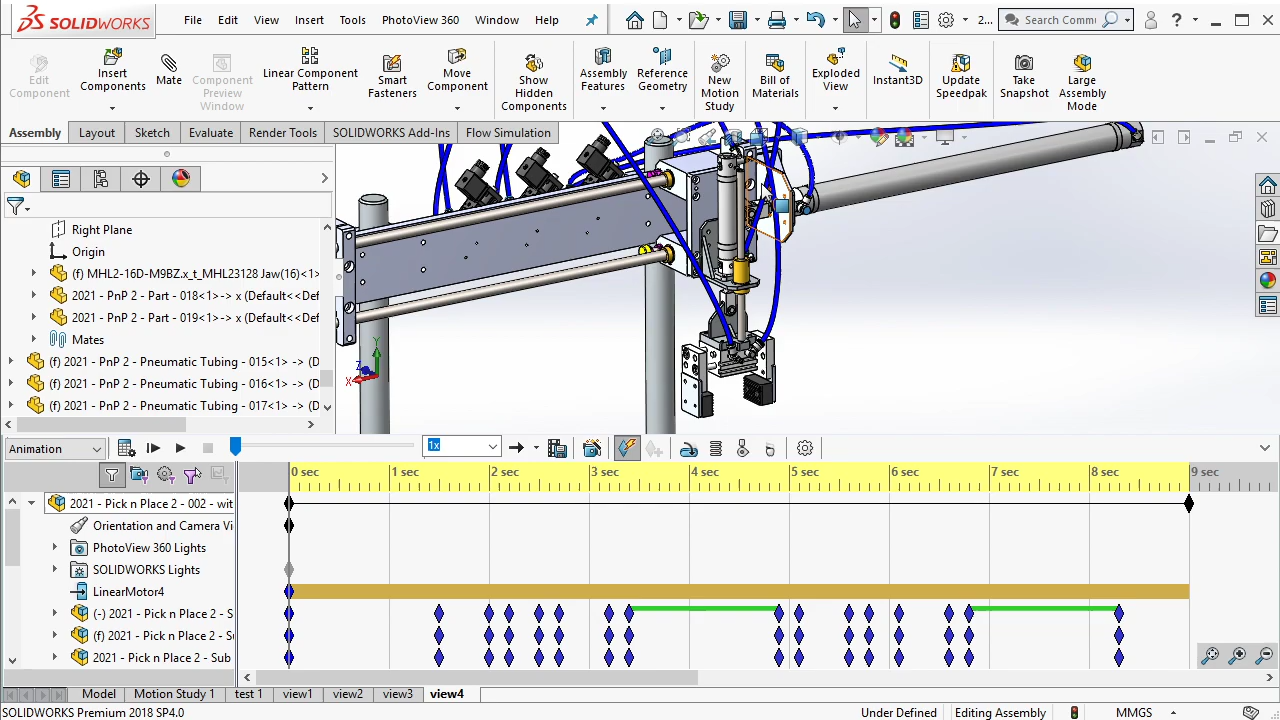 SOLIDWORKS File Edit View Insert Tools PhotoView 360 Window Help 2... Search Commu
Edit Component
Insert Components
Mate
Component Preview Window
Linear Component Pattern
Smart Fasteners
Move Component
Show Hidden Components
Assembly Features
Reference Geometry
New Motion Study
Bill of Materials
Exploded View
Instant3D
Update Speedpak
Take Snapshot
Large Assembly Mode
Assembly Layout Sketch Evaluate Render Tools SOLIDWORKS Add-Ins Flow Simulation
Right Plane
Origin
(f) MHL2-16D-M9BZ.x_t_MHL23128 Jaw(16)<1>
2021 - PnP 2 - Part - 018<1>-> x (Default<<Def
2021 - PnP 2 - Part - 019<1>-> x (Default<<Def
Mates
(f) 2021 - PnP 2 - Pneumatic Tubing - 015<1> -> (D
(f) 2021 - PnP 2 - Pneumatic Tubing - 016<1> -> (D
(f) 2021 - PnP 2 - Pneumatic Tubing - 017<1> -> (D
Y
Z
X
Animation 1x
0 sec 1 sec 2 sec 3 sec 4 sec 5 sec 6 sec 7 sec 8 sec 9 sec
2021 - Pick n Place 2 - 002 - wit
Orientation and Camera Vi
PhotoView 360 Lights
SOLIDWORKS Lights
LinearMotor4
(-) 2021 - Pick n Place 2 - S
(f) 2021 - Pick n Place 2 - Su
2021 - Pick n Place 2 - Sub
Model Motion Study 1 test 1 view1 view2 view3 view4
SOLIDWORKS Premium 2018 SP4.0 Under Defined Editing Assembly MMGS